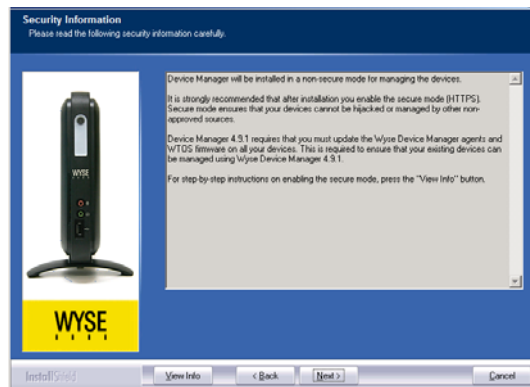 Security Information
Please read the following security information carefully.
Device Manager will be installed in a non-secure mode for managing the devices.
It is strongly recommended that after installation you enable the secure mode (HTTPS).
Secure mode ensures that your devices cannot be hijacked or managed by other non-
approved sources.
Device Manager 4.9.1 requires that you must update the Wyse Device Manager agents and
WTOS firmware on all your devices. This is required to ensure that your existing devices can
be managed using Wyse Device Manager 4.9.1.
For step-by-step instructions on enabling the secure mode, press the "View Info" button.
WYSE
WYSE
InstallShield
View Info
< Back
Next >
Cancel